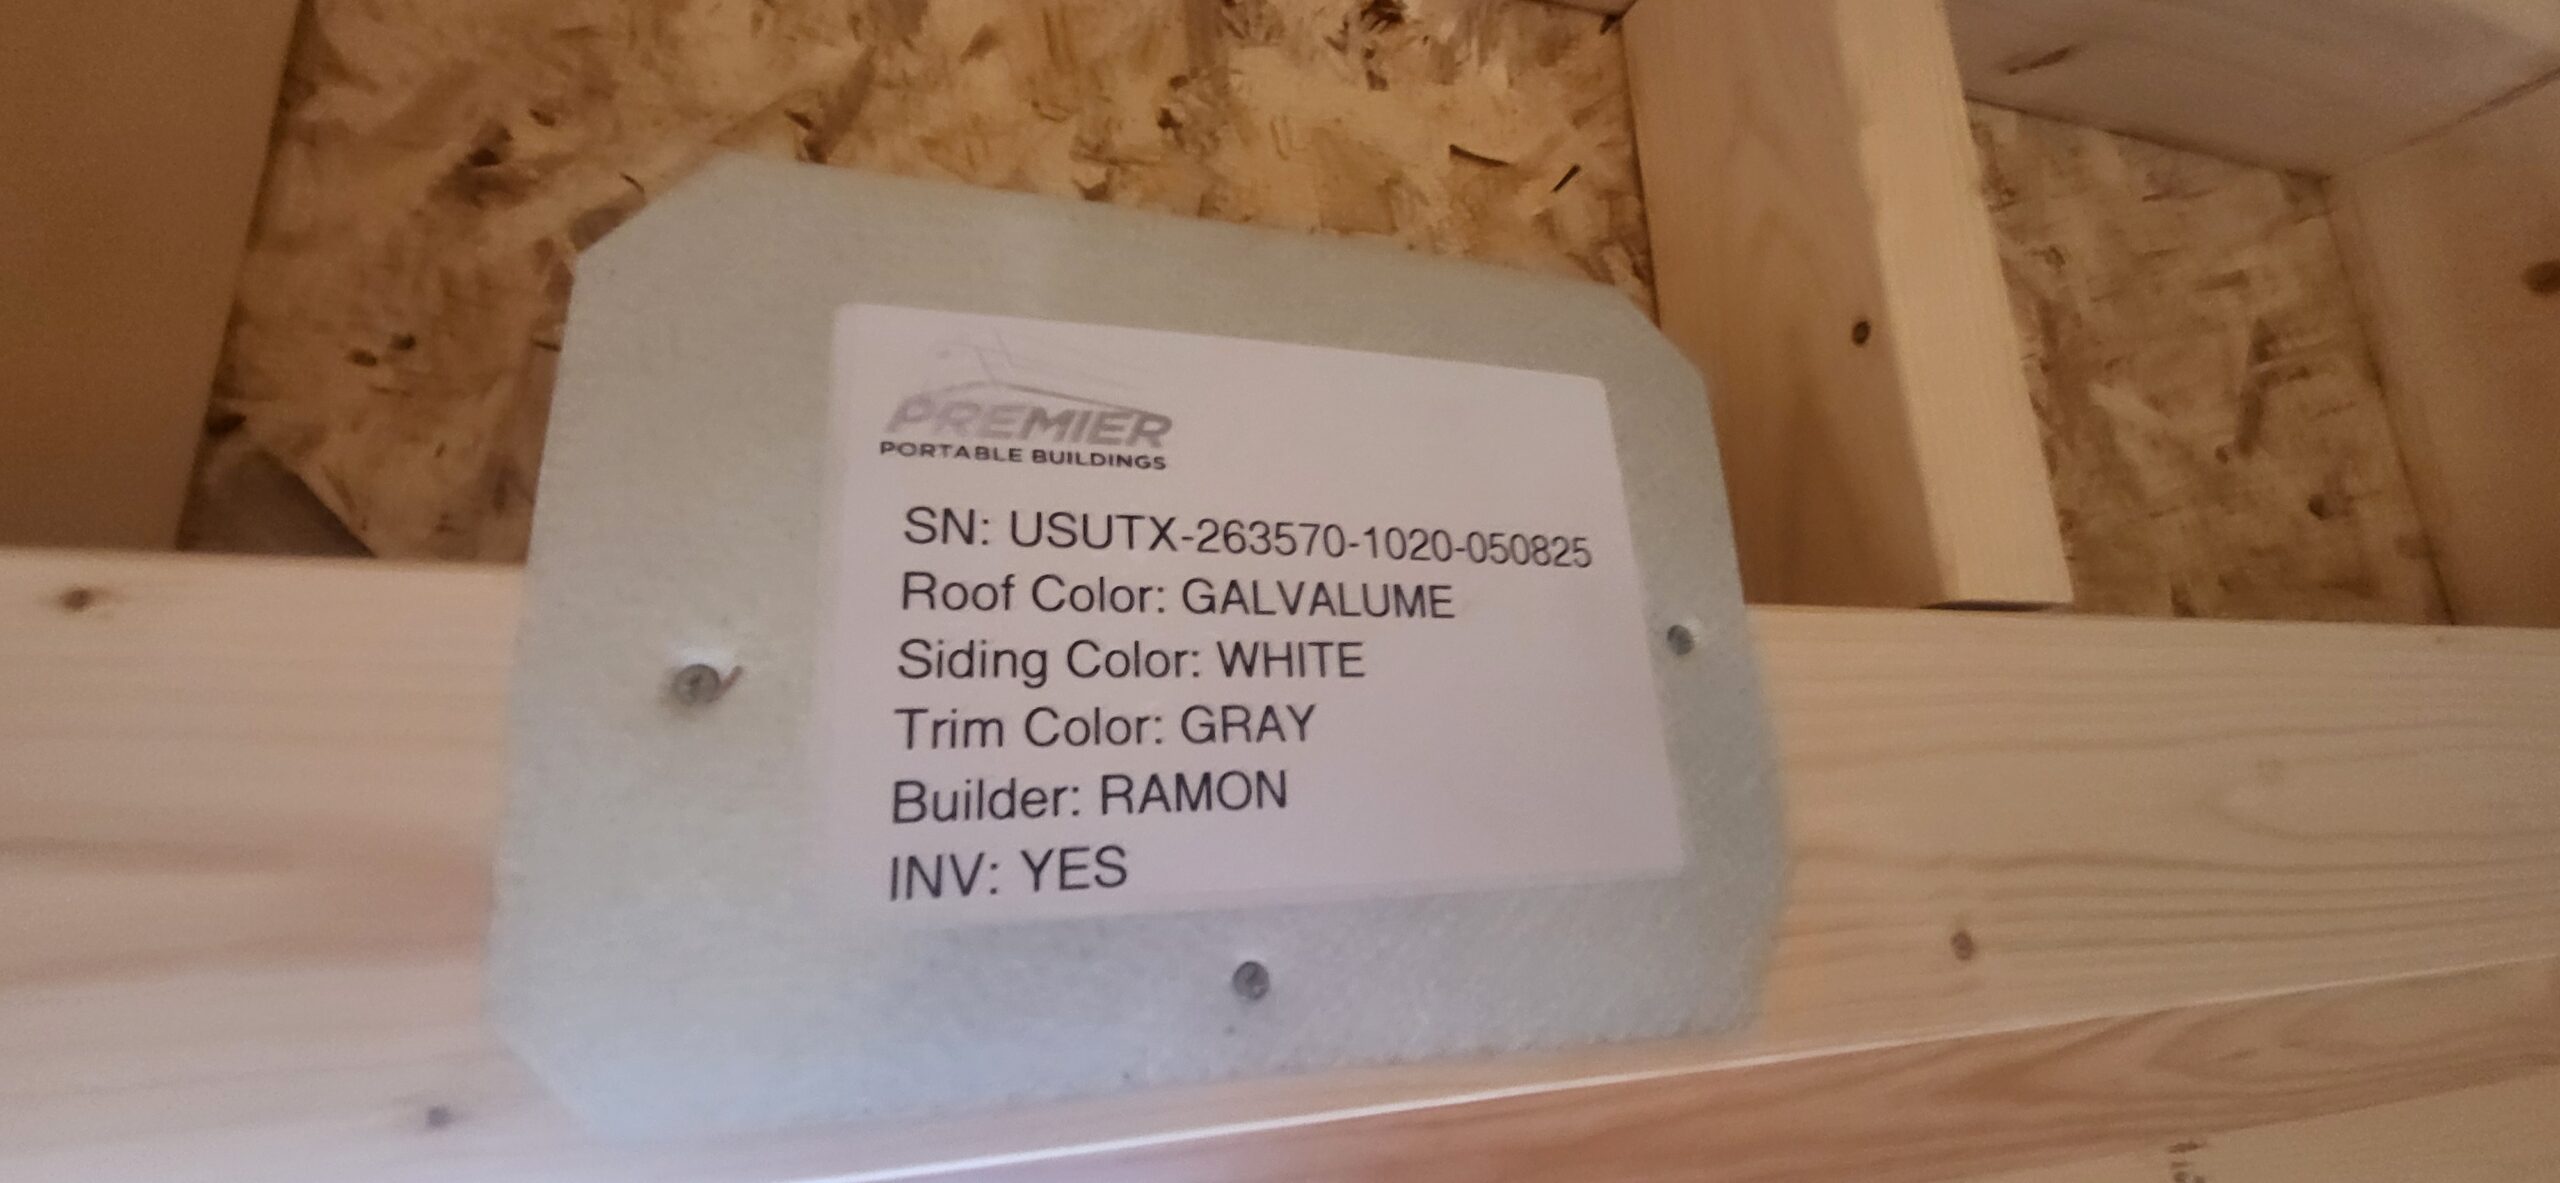 PREMIER
PORTABLE BUILDINGS
SN: USUTX-263570-1020-050825
Roof Color: GALVALUME
Siding Color: WHITE
Trim Color: GRAY
Builder: RAMON
INV: YES